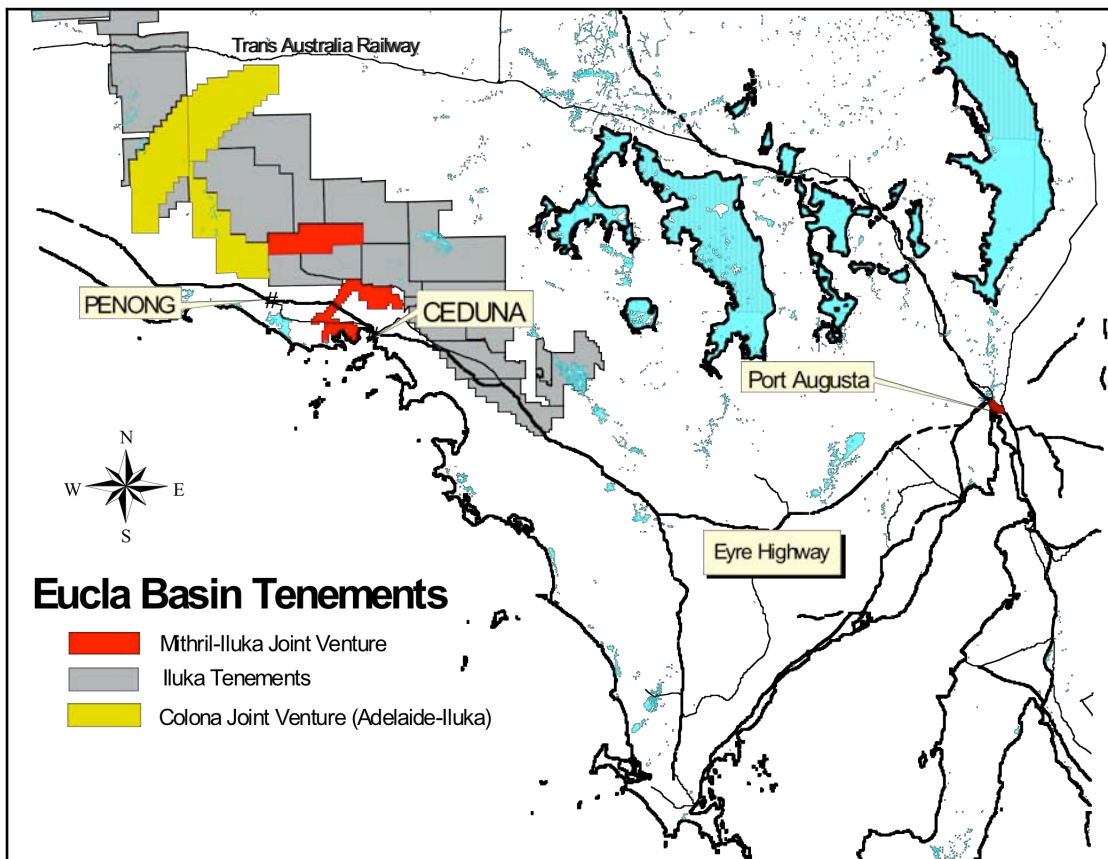 Trans Australia Railway
PENONG
#
CEDUNA
Port Augusta
N
W E
S
Eyre Highway
Eucla Basin Tenements
Mithril-Iluka Joint Venture
Iluka Tenements
Colona Joint Venture (Adelaide-Iluka)